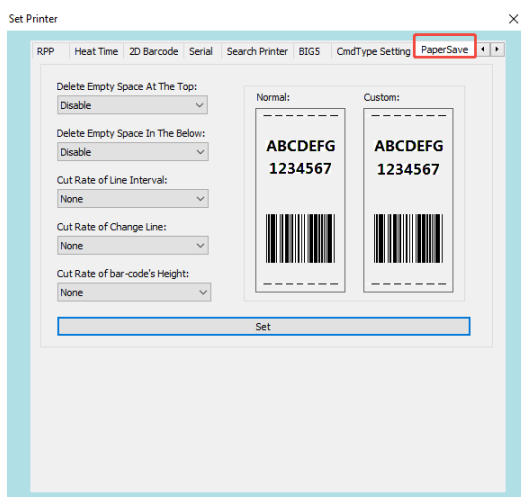 Set Printer
RPP Heat Time 2D Barcode Serial Search Printer BIG5 CmdType Setting PaperSave
Delete Empty Space At The Top:
Disable
Delete Empty Space In The Below:
Disable
Cut Rate of Line Interval:
None
Cut Rate of Change Line:
None
Cut Rate of bar-code's Height:
None
Normal:
ABCDEFG
1234567
Custom:
ABCDEFG
1234567
Set